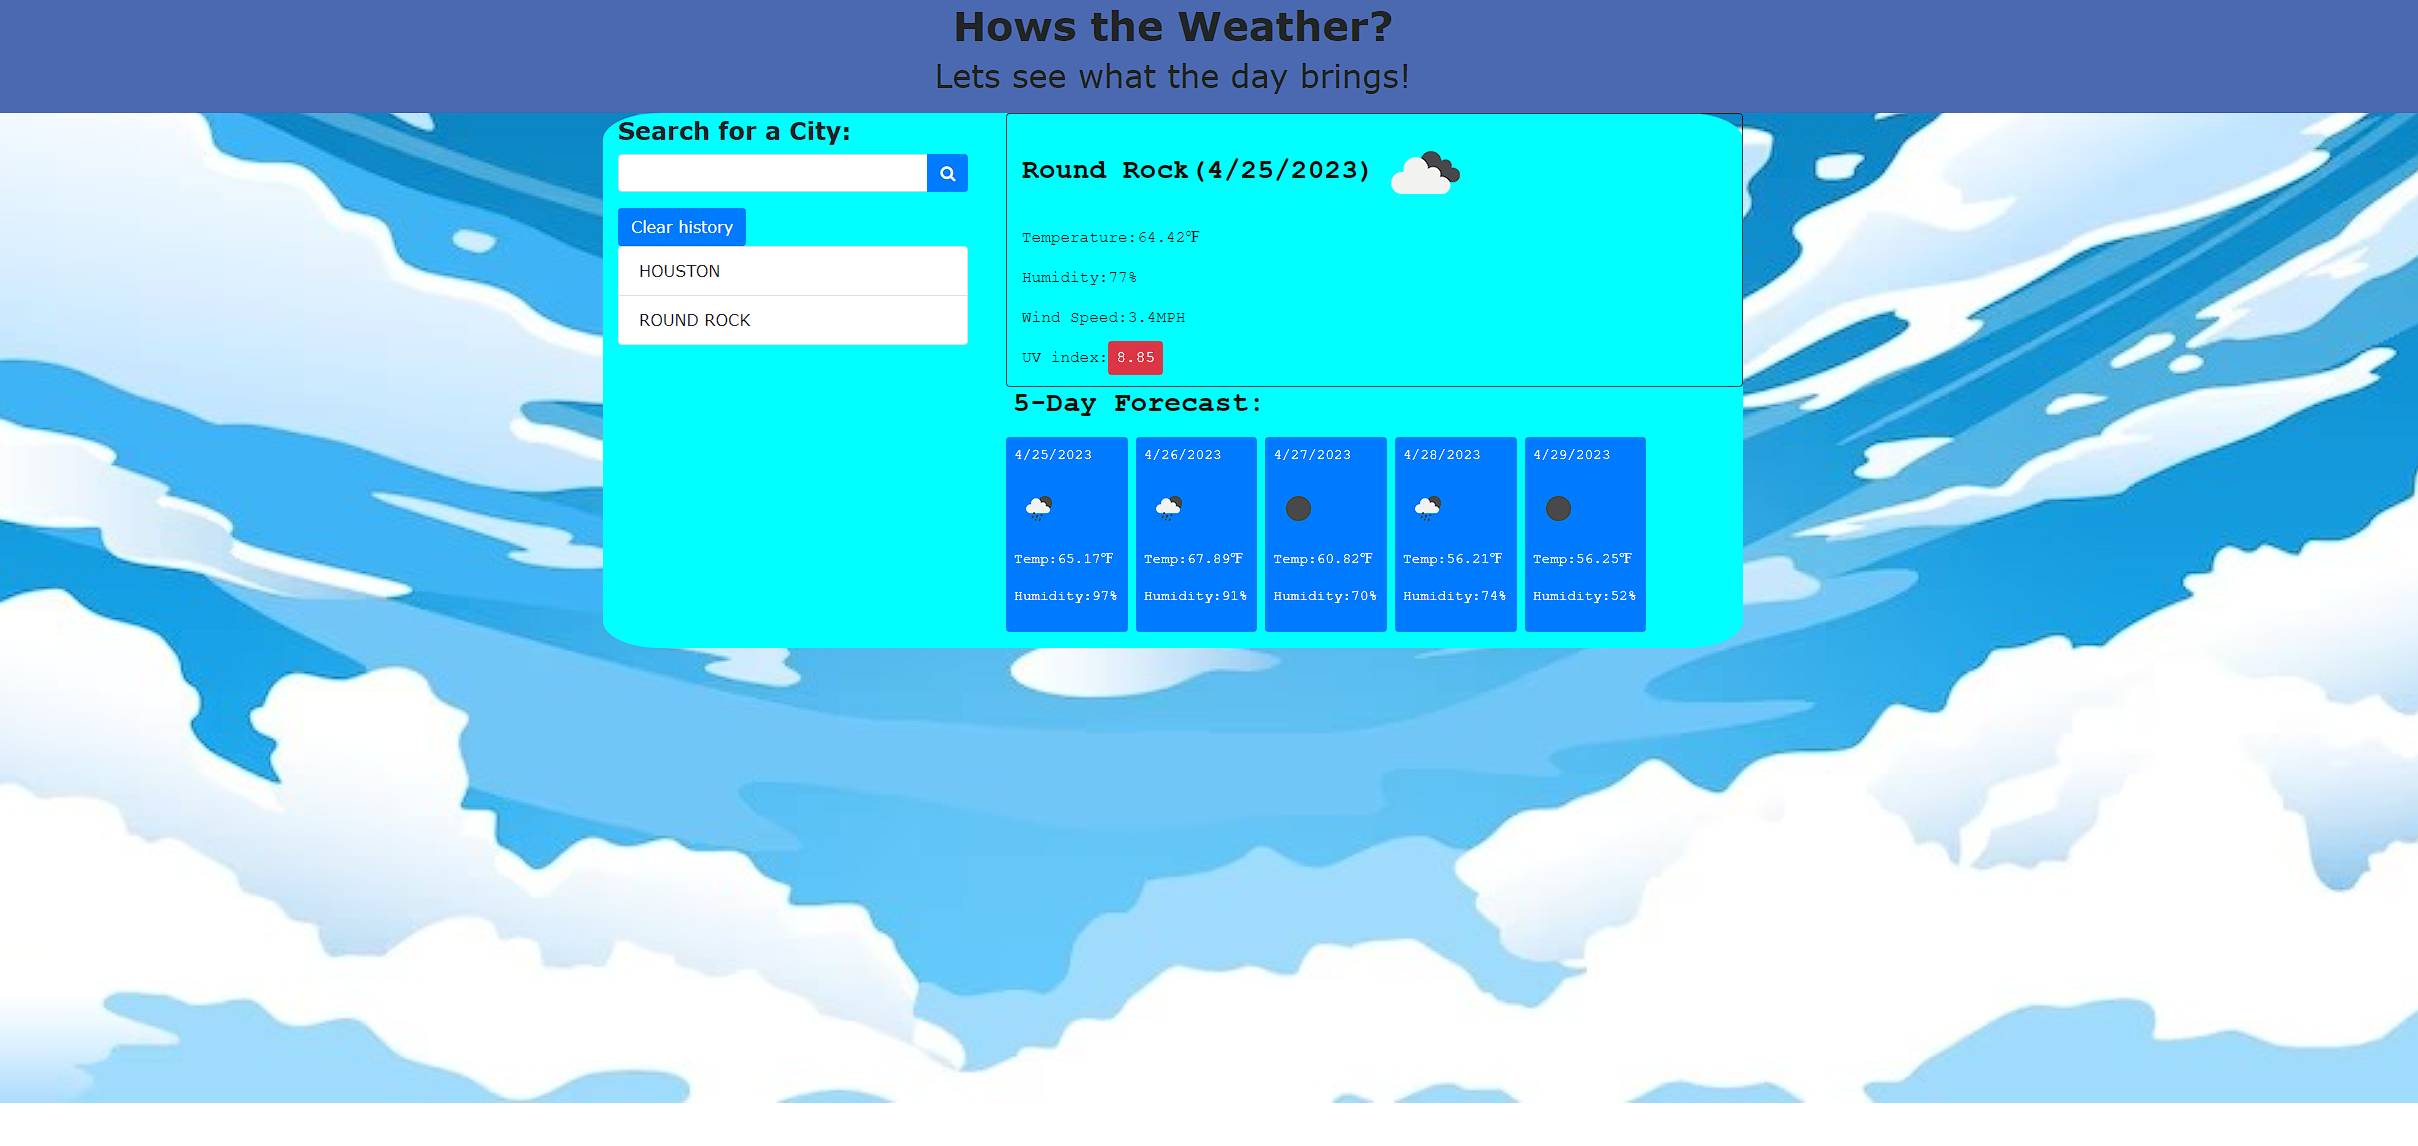 Hows the Weather?
Lets see what the day brings!
Search for a City:
Clear history
HOUSTON
ROUND ROCK
Round Rock(4/25/2023)
Temperature:64.42℉
Humidity:77%
Wind Speed:3.4MPH
UV index:8.85
5-Day Forecast:
4/25/2023
Temp:65.17℉
Humidity:97%
4/26/2023
Temp:67.89℉
Humidity:91%
4/27/2023
Temp:60.82℉
Humidity:70%
4/28/2023
Temp:56.21℉
Humidity:74%
4/29/2023
Temp:56.25℉
Humidity:52%